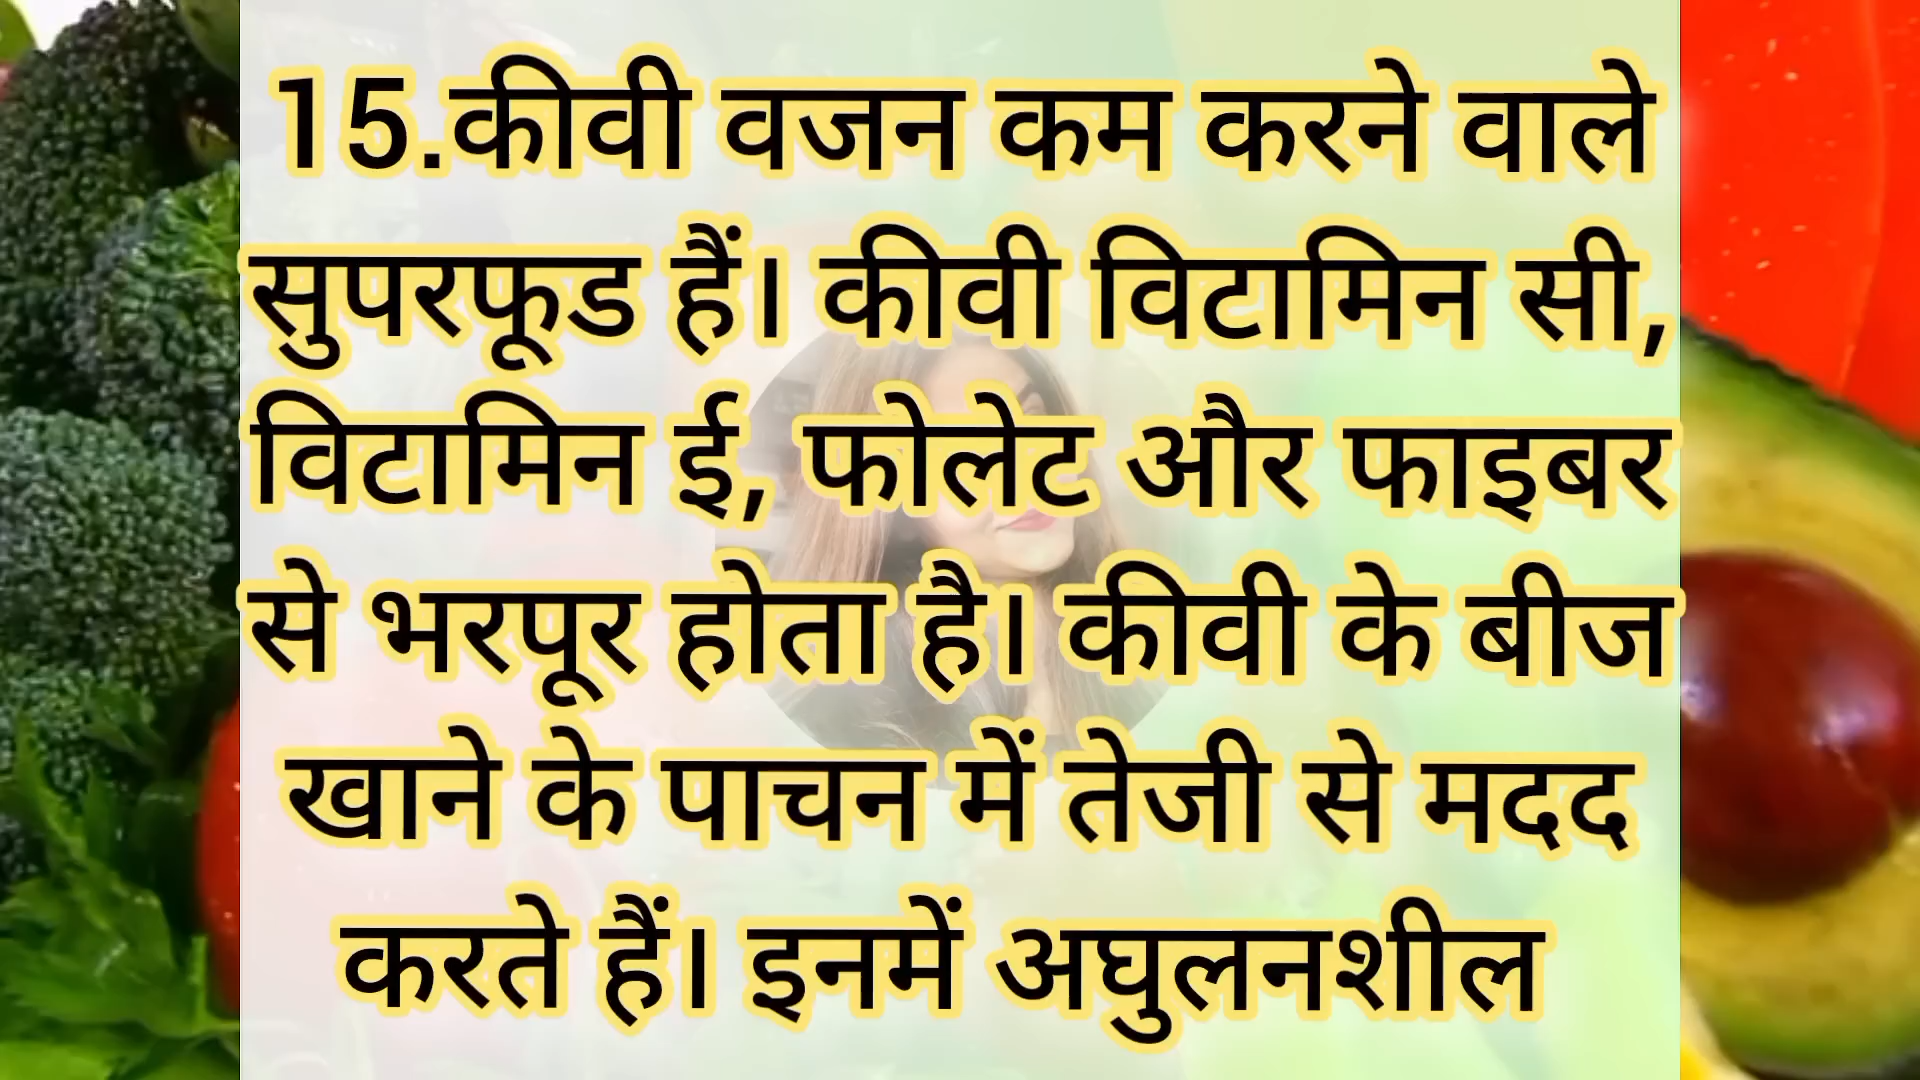 15.कीवी वजन कम करने वाले
सुपरफूड हैं। कीवी विटामिन सी,
विटामिन ई, फोलेट और फाइबर
से भरपूर होता है। कीवी के बीज
खाने के पाचन में तेजी से मदद
करते हैं। इनमें अघुलनशील